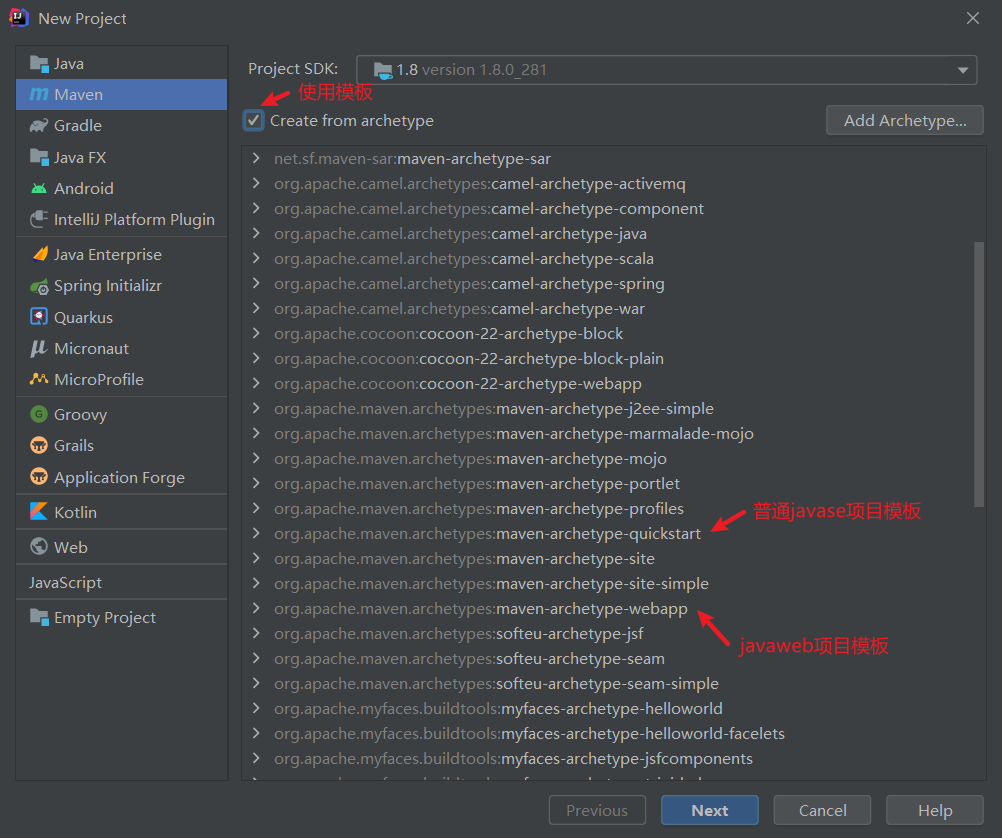 New Project
Java
Maven
Gradle
Java FX
Android
IntelliJ Platform Plugin
Java Enterprise
Spring Initializr
Quarkus
Micronaut
MicroProfile
Groovy
Grails
Application Forge
Kotlin
Web
JavaScript
Empty Project
Project SDK: 1.8 version 1.8.0_281
使用模板
Create from archetype
Add Archetype...
net.sf.maven-sar:maven-archetype-sar
org.apache.camel.archetypes:camel-archetype-activemq
org.apache.camel.archetypes:camel-archetype-component
org.apache.camel.archetypes:camel-archetype-java
org.apache.camel.archetypes:camel-archetype-scala
org.apache.camel.archetypes:camel-archetype-spring
org.apache.camel.archetypes:camel-archetype-war
org.apache.cocoon:cocoon-22-archetype-block
org.apache.cocoon:cocoon-22-archetype-block-plain
org.apache.cocoon:cocoon-22-archetype-webapp
org.apache.maven.archetypes:maven-archetype-j2ee-simple
org.apache.maven.archetypes:maven-archetype-marmalade-mojo
org.apache.maven.archetypes:maven-archetype-mojo
org.apache.maven.archetypes:maven-archetype-portlet
org.apache.maven.archetypes:maven-archetype-profiles
普通javase项目模板
org.apache.maven.archetypes:maven-archetype-quickstart
org.apache.maven.archetypes:maven-archetype-site
org.apache.maven.archetypes:maven-archetype-site-simple
org.apache.maven.archetypes:maven-archetype-webapp
org.apache.maven.archetypes:softeu-archetype-jsf
javaweb项目模板
org.apache.maven.archetypes:softeu-archetype-seam
org.apache.maven.archetypes:softeu-archetype-seam-simple
org.apache.myfaces.buildtools:myfaces-archetype-helloworld
org.apache.myfaces.buildtools:myfaces-archetype-helloworld-facelets
org.apache.myfaces.buildtools:myfaces-archetype-jsfcomponents
Previous
Next
Cancel
Help